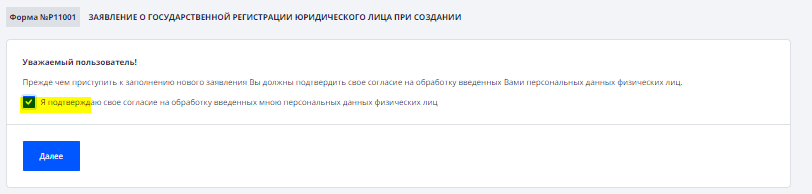 Форма №Р11001 ЗАЯВЛЕНИЕ О ГОСУДАРСТВЕННОЙ РЕГИСТРАЦИИ ЮРИДИЧЕСКОГО ЛИЦА ПРИ СОЗДАНИИ
Уважаемый пользователь!
Прежде чем приступить к заполнению нового заявления Вы должны подтвердить свое согласие на обработку введенных Вами персональных данных физических лиц.
Я подтверждаю свое согласие на обработку введенных мною персональных данных физических лиц
Далее